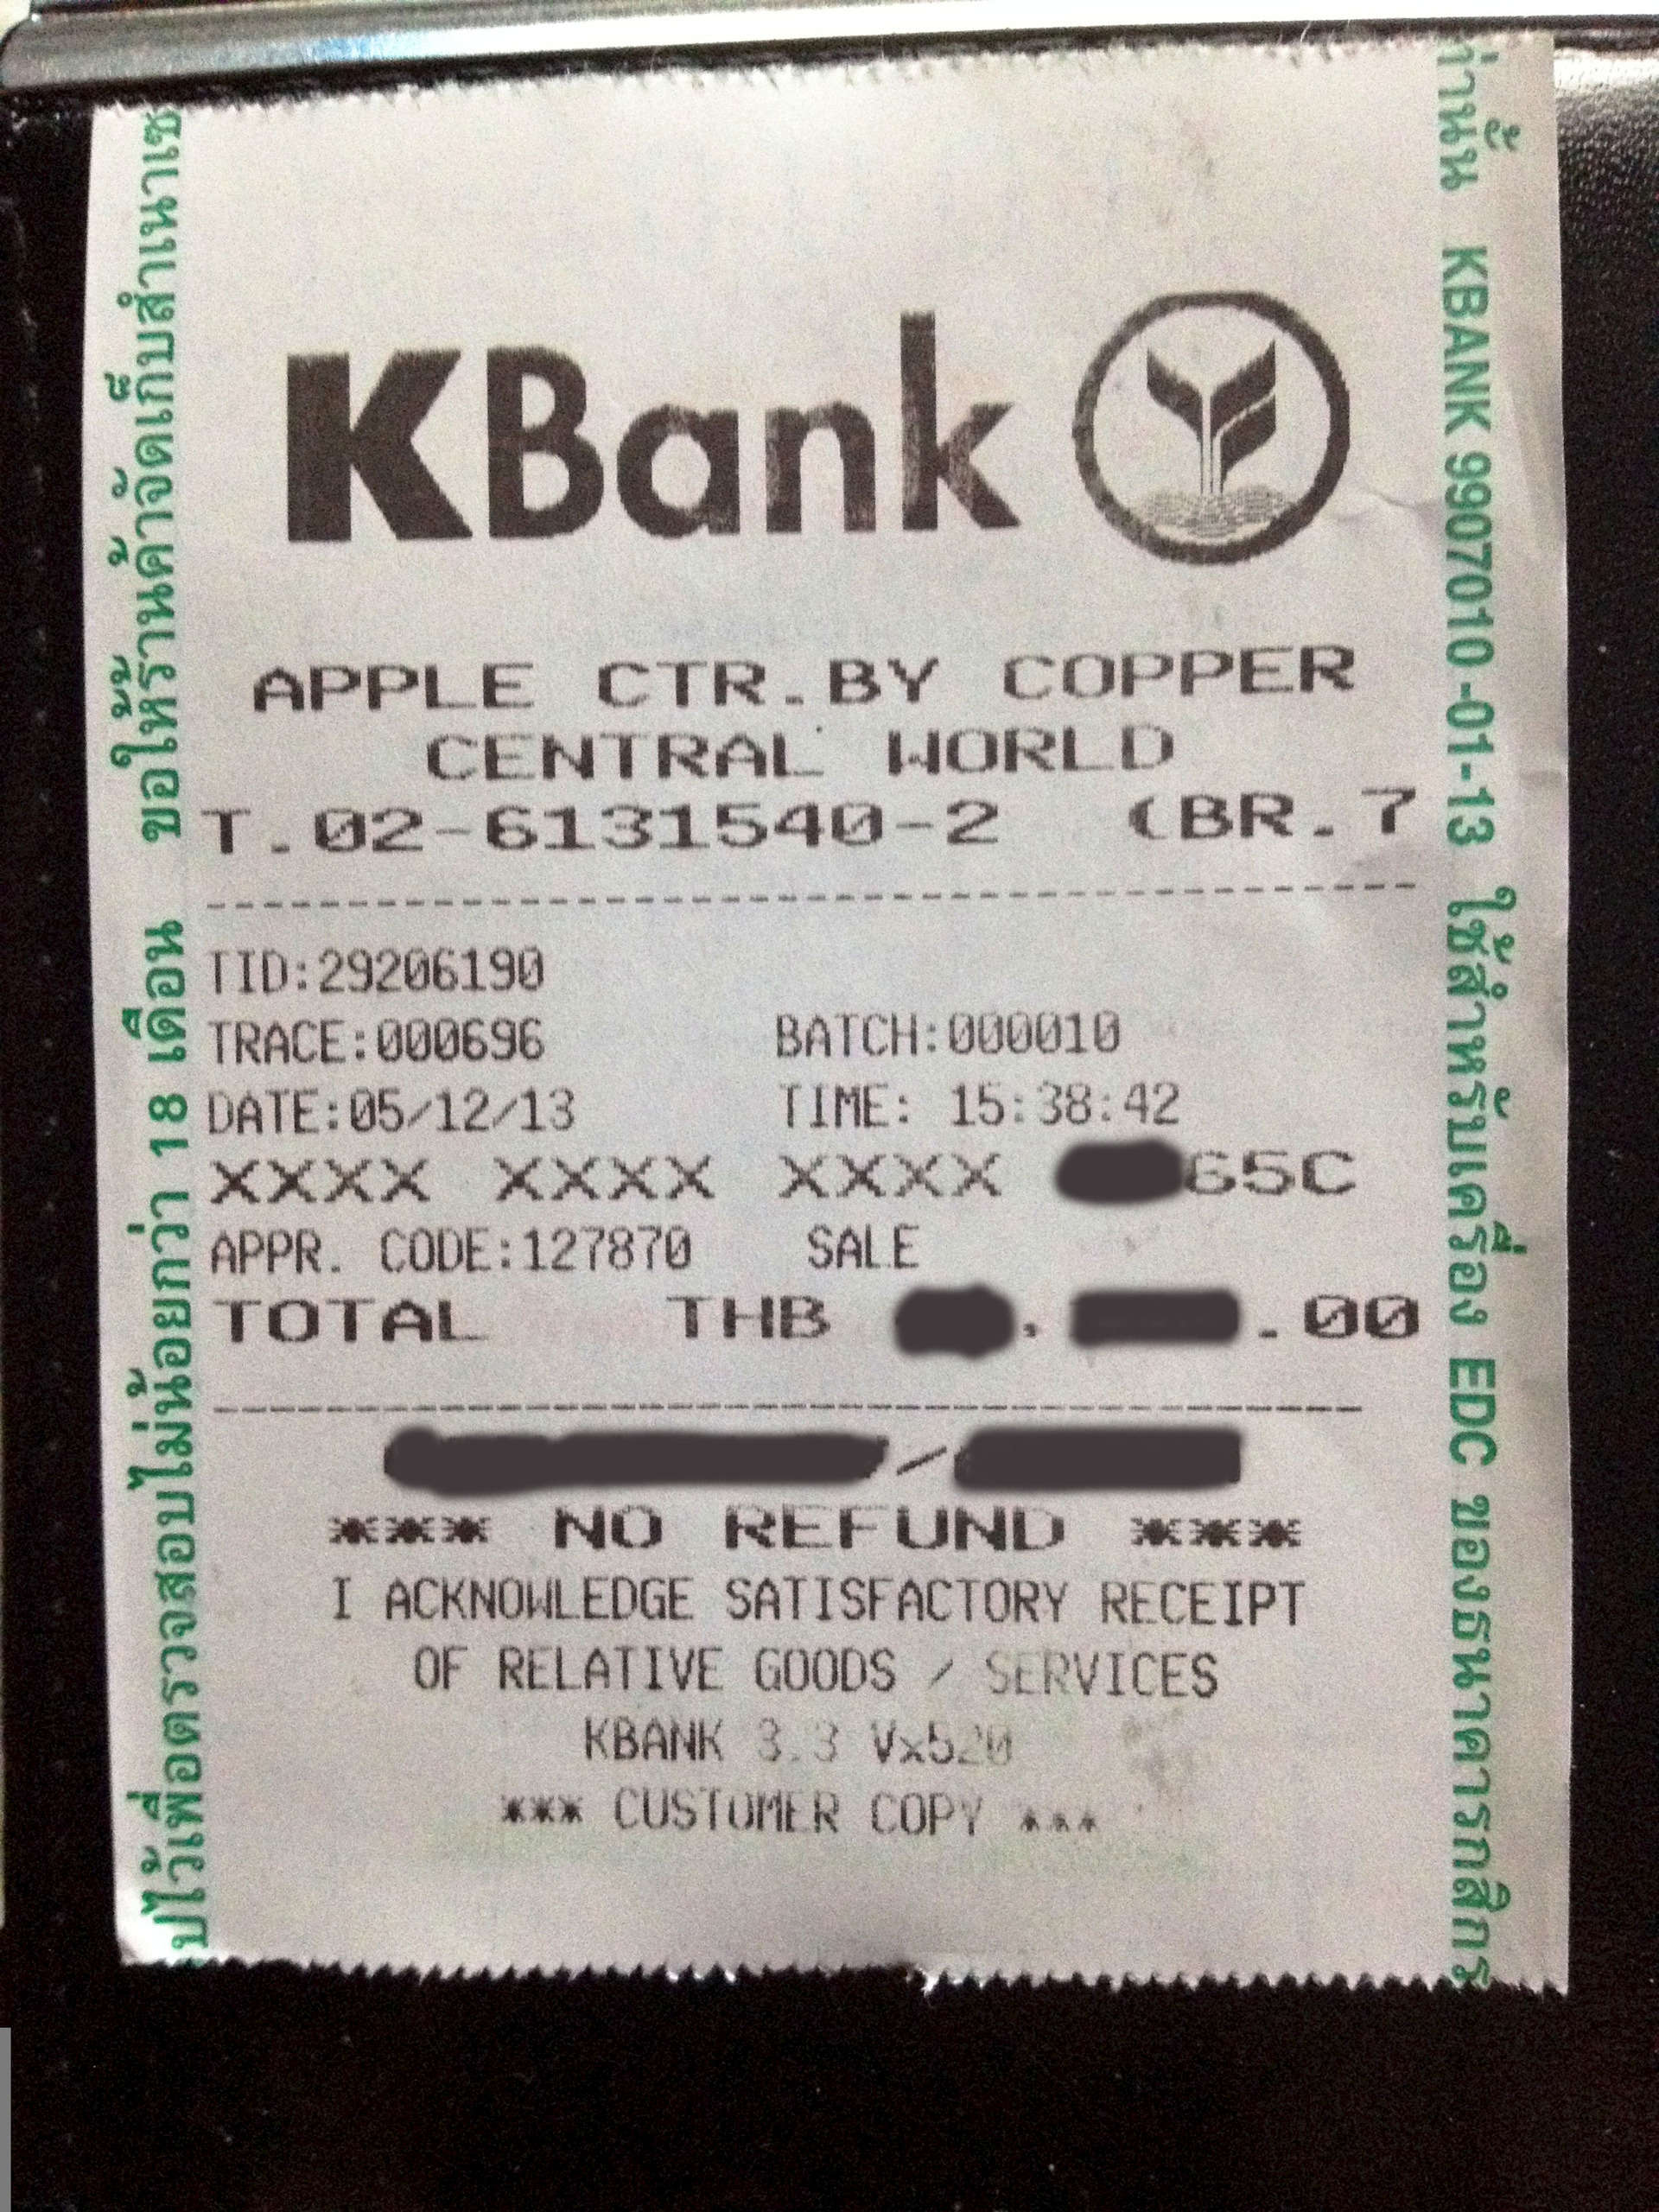 KBank
APPLE CTR.BY COPPER
CENTRAL WORLD
T.02-6131540-2 (BR.7
TID:29206190
TRACE:000696 BATCH:000010
DATE:05/12/13 TIME: 15:38:42
XXXX XXXX XXXX 65C
APPR. CODE:127870 SALE
TOTAL THB , .00
/
*** NO REFUND ***
I ACKNOWLEDGE SATISFACTORY RECEIPT
OF RELATIVE GOODS / SERVICES
KBANK 3.3 Vx520
*** CUSTOMER COPY ***
ปไว้เพื่อตรวจสอบไม่น้อยกว่า 18 เดือน ขอให้ร้านค้าจัดเก็บสำเนาเซ
ท่านั้น KBANK 99070010-01-13 ใช้สำหรับเครื่อง EDC ของธนาคารกสิกร